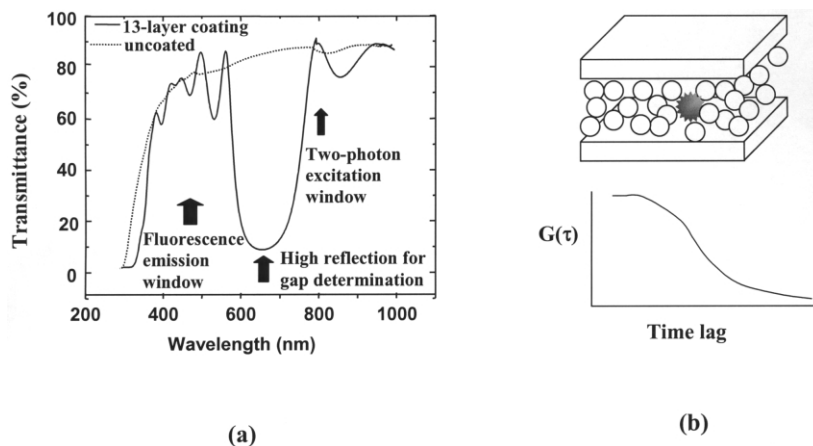 13-layer coating
uncoated
Transmittance (%)
100
80
60
40
20
0
Two-photon
excitation
window
Fluorescence
emission
window
High reflection for
gap determination
200 400 600 800 1000
Wavelength (nm)
(a)
G(τ)
Time lag
(b)